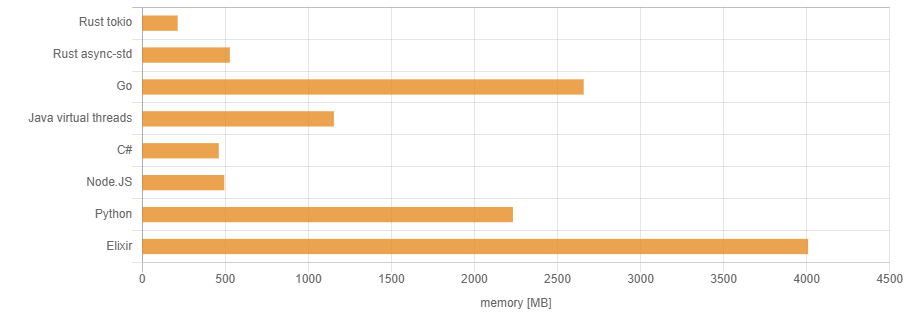 Rust tokio
Rust async-std
Go
Java virtual threads
C#
Node.JS
Python
Elixir
0 500 1000 1500 2000 2500 3000 3500 4000 4500
memory [MB]